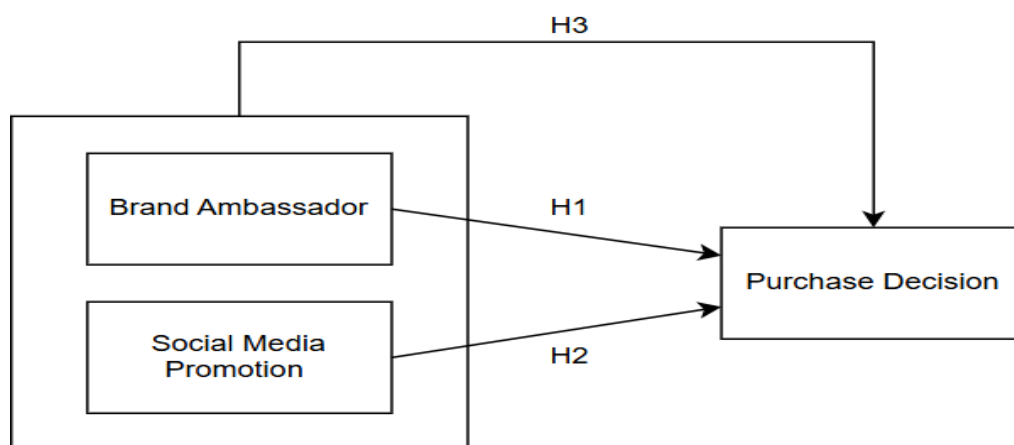 H3
Brand Ambassador
H1
Purchase Decision
Social Media
Promotion
H2